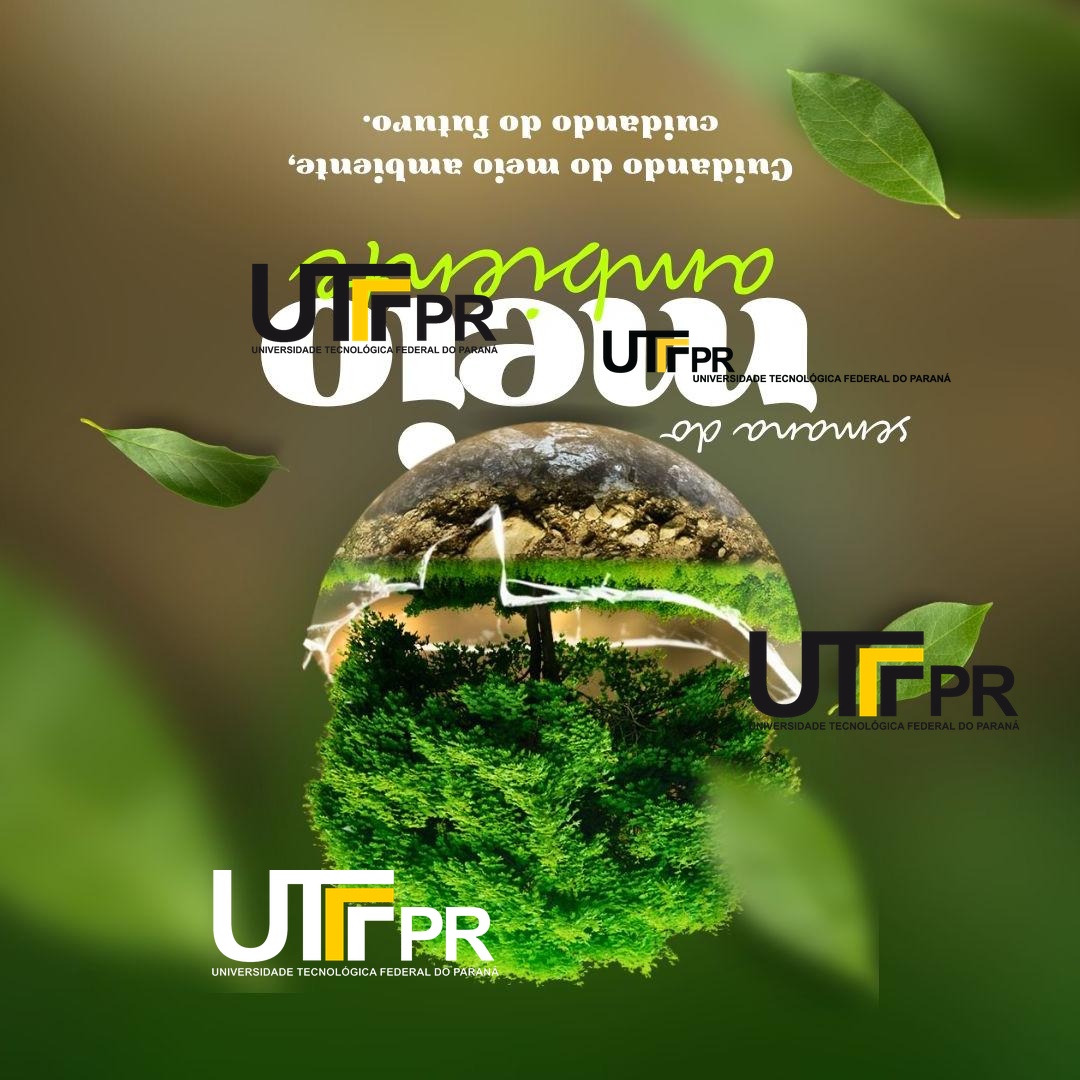 semana do
meio
ambiente
Cuidando do meio ambiente,
cuidando do futuro.
UTFPR
UNIVERSIDADE TECNOLÓGICA FEDERAL DO PARANÁ
UTFPR
UNIVERSIDADE TECNOLÓGICA FEDERAL DO PARANÁ
UTFPR
UNIVERSIDADE TECNOLÓGICA FEDERAL DO PARANÁ
UTFPR
UNIVERSIDADE TECNOLÓGICA FEDERAL DO PARANÁ